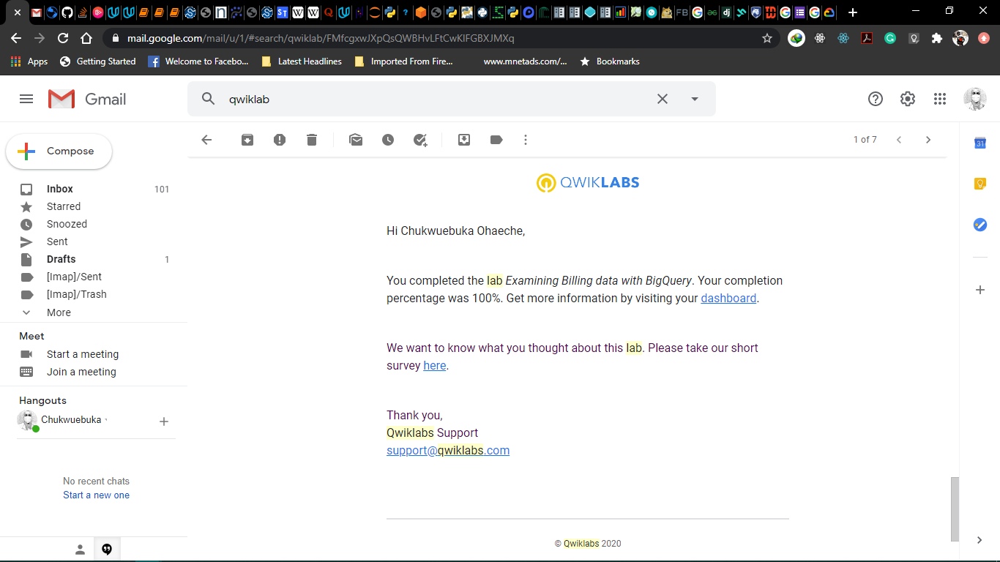 mail.google.com/mail/u/1/#search/qwiklab/FMfcgxwJXpQsQWBHvLFtCwKlFGBXJMXq
Apps Getting Started Welcome to Facebo... Latest Headlines Imported From Fire... www.mnetads.com/... Bookmarks
Gmail
qwiklab
Compose
1 of 7
31
Inbox 101
Starred
Snoozed
Sent
Drafts 1
[Imap]/Sent
[Imap]/Trash
More
Meet
Start a meeting
Join a meeting
Hangouts
Chukwuebuka
No recent chats
Start a new one
QWIKLABS
Hi Chukwuebuka Ohaeche,
You completed the lab Examining Billing data with BigQuery. Your completion
percentage was 100%. Get more information by visiting your dashboard.
We want to know what you thought about this lab. Please take our short
survey here.
Thank you,
Qwiklabs Support
support@qwiklabs.com
© Qwiklabs 2020